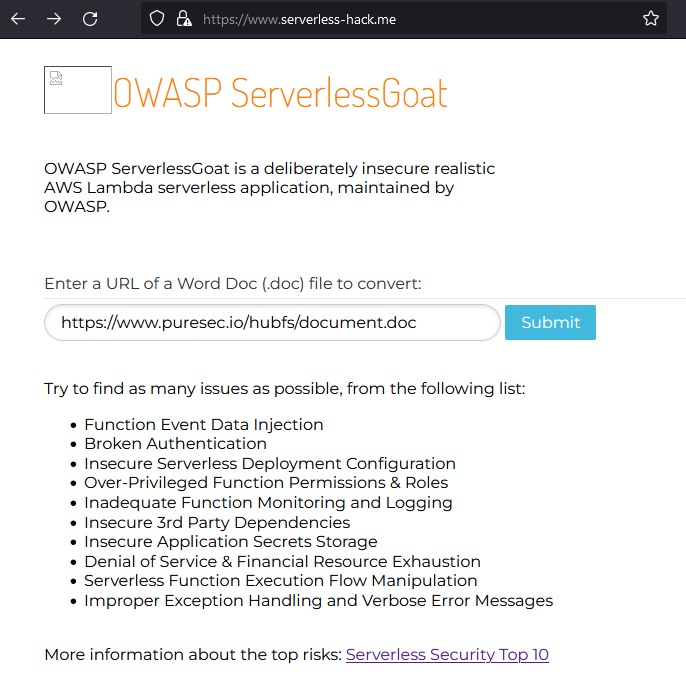 https://www.serverless-hack.me
OWASP ServerlessGoat
OWASP ServerlessGoat is a deliberately insecure realistic
AWS Lambda serverless application, maintained by
OWASP.
Enter a URL of a Word Doc (.doc) file to convert:
https://www.puresec.io/hubfs/document.doc
Submit
Try to find as many issues as possible, from the following list:
• Function Event Data Injection
• Broken Authentication
• Insecure Serverless Deployment Configuration
• Over-Privileged Function Permissions & Roles
• Inadequate Function Monitoring and Logging
• Insecure 3rd Party Dependencies
• Insecure Application Secrets Storage
• Denial of Service & Financial Resource Exhaustion
• Serverless Function Execution Flow Manipulation
• Improper Exception Handling and Verbose Error Messages
More information about the top risks: Serverless Security Top 10